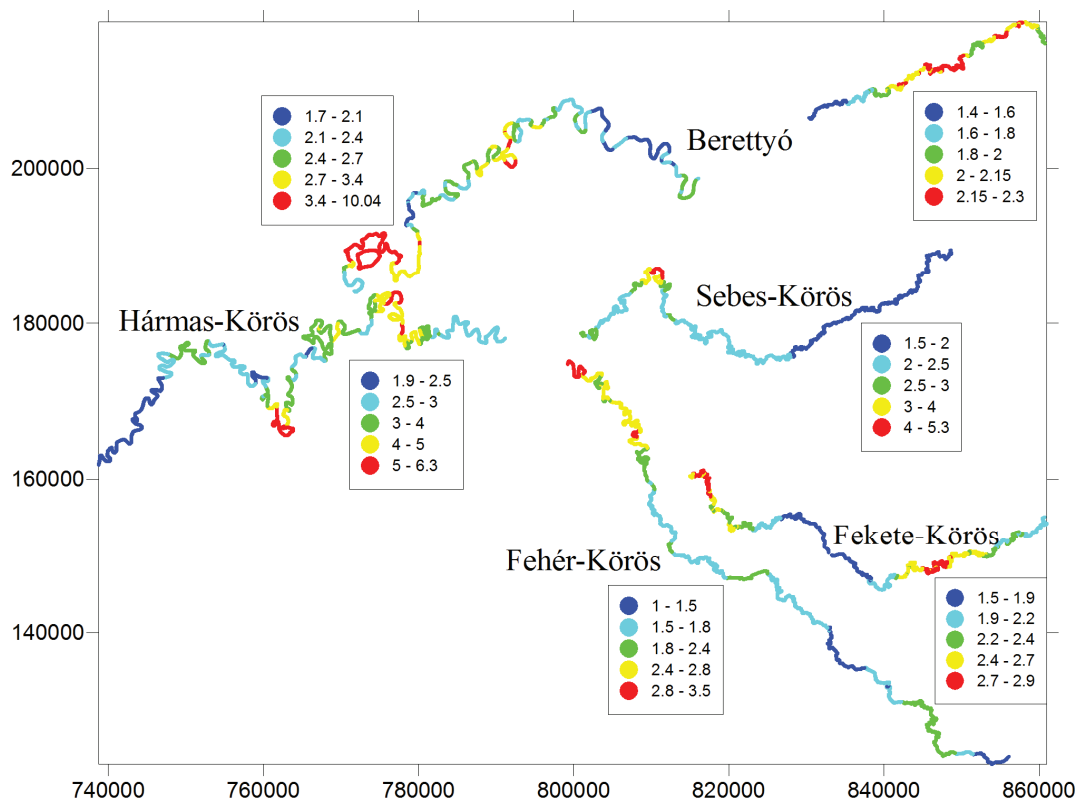 1.7 - 2.1
2.1 - 2.4
2.4 - 2.7
2.7 - 3.4
3.4 - 10.04
Berettyó
1.4 - 1.6
1.6 - 1.8
1.8 - 2
2 - 2.15
2.15 - 2.3
200000
Hármas-Körös
Sebes-Körös
180000
1.9 - 2.5
2.5 - 3
3 - 4
4 - 5
5 - 6.3
1.5 - 2
2 - 2.5
2.5 - 3
3 - 4
4 - 5.3
160000
Fehér-Körös
Fekete-Körös
140000
1 - 1.5
1.5 - 1.8
1.8 - 2.4
2.4 - 2.8
2.8 - 3.5
1.5 - 1.9
1.9 - 2.2
2.2 - 2.4
2.4 - 2.7
2.7 - 2.9
740000 760000 780000 800000 820000 840000 860000